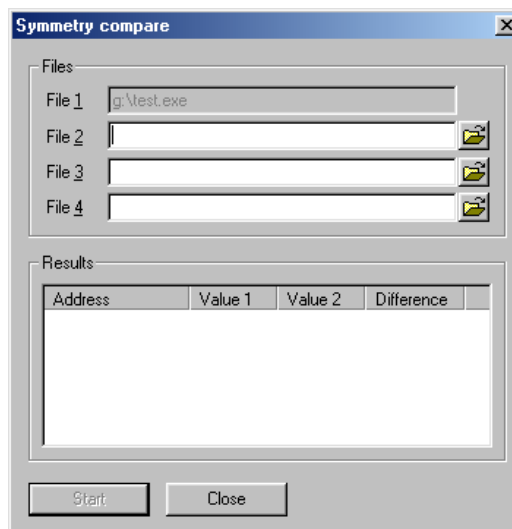 Symmetry compare
Files
File 1 g:\test.exe
File 2
File 3
File 4
Results
Address Value 1 Value 2 Difference
Start Close